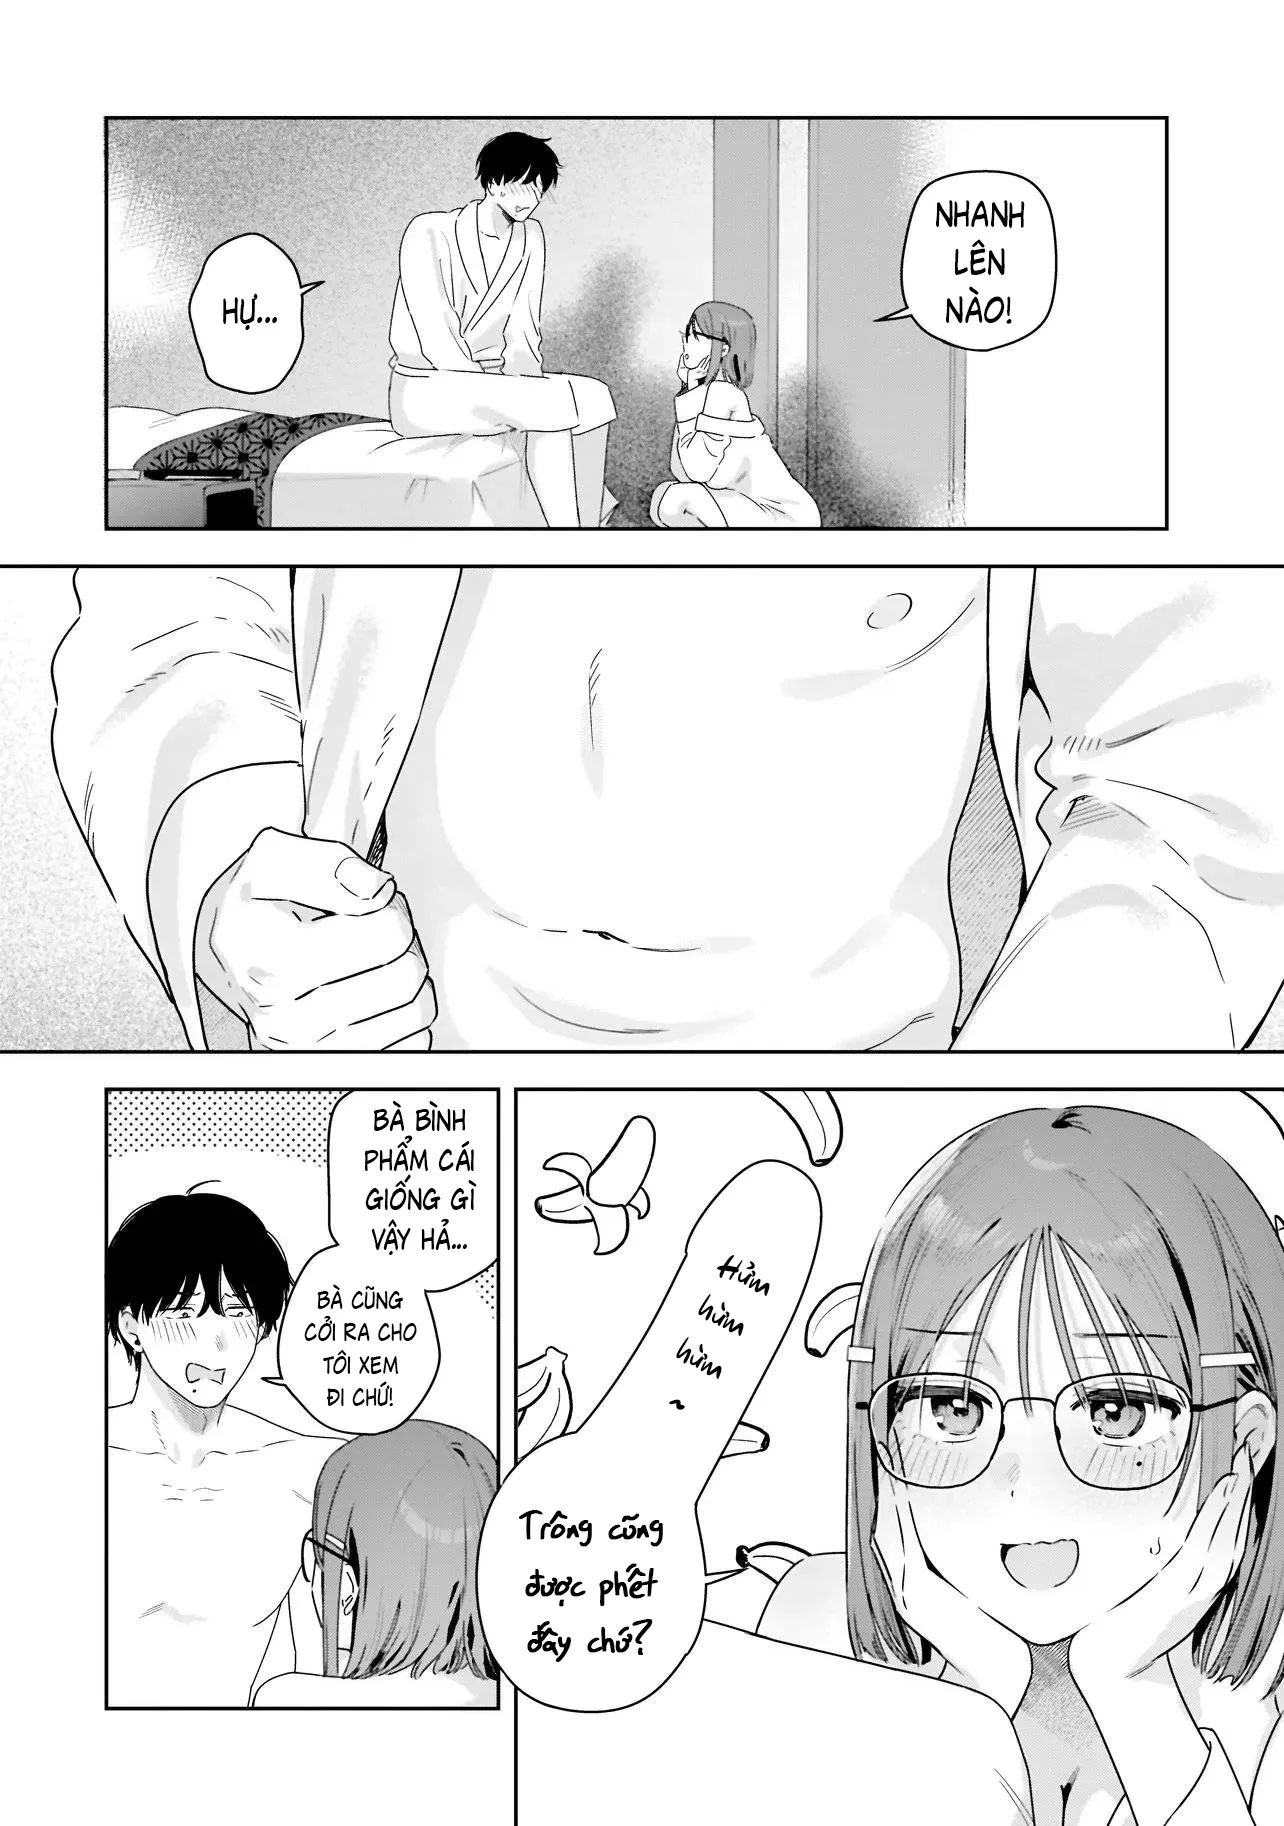 NHANH
LÊN
NÀO!
HỰ...
Hửm
hừm
hừm
~
Trông cũng
được phết
đấy chứ?
BÀ BÌNH
PHẨM CÁI
GIỐNG GÌ
VẬY HẢ...
BÀ CŨNG
CỞI RA CHO
TÔI XEM
ĐI CHỨ!